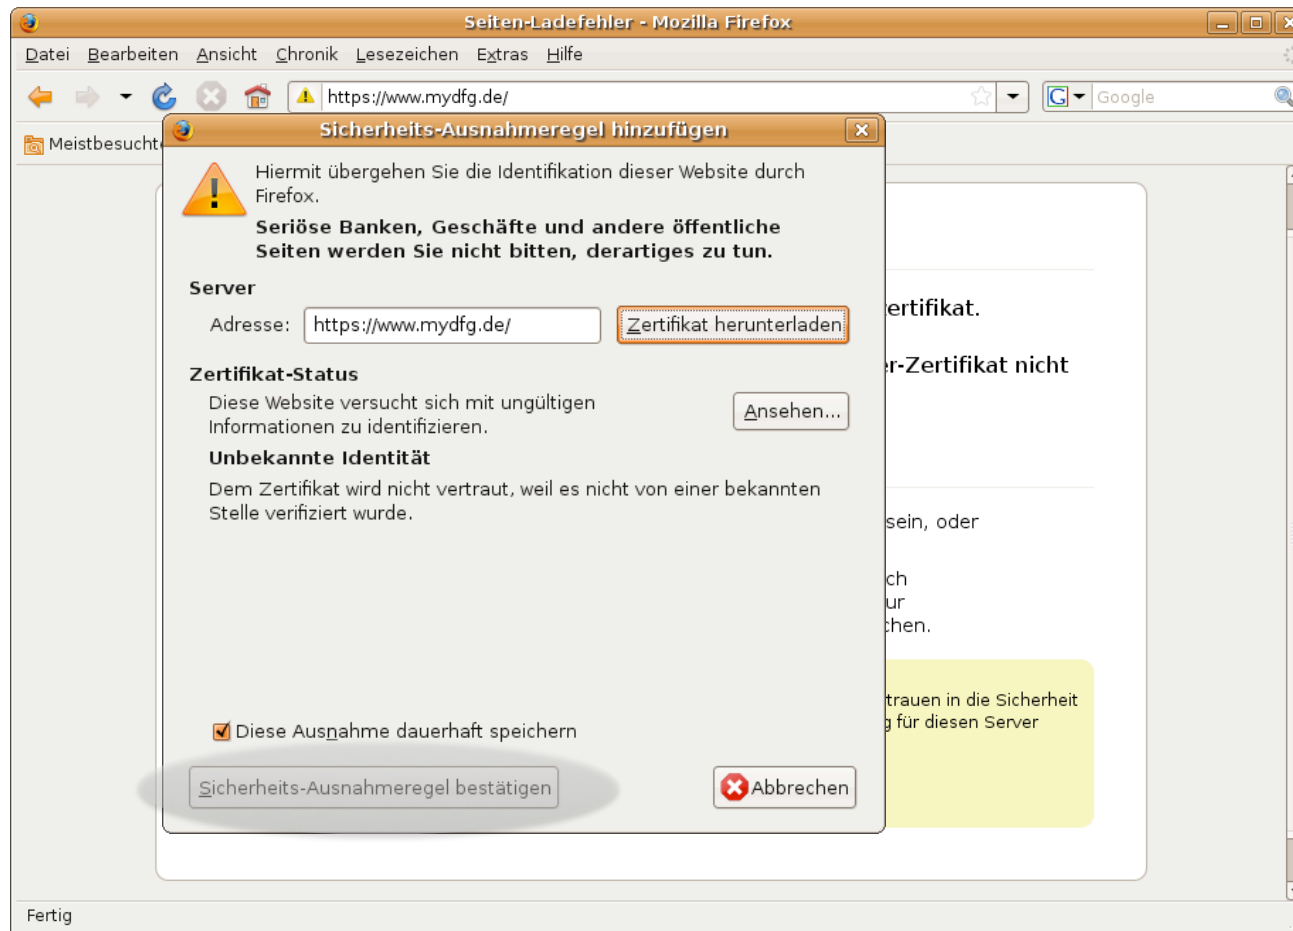 Seiten-Ladefehler - Mozilla Firefox
Datei Bearbeiten Ansicht Chronik Lesezeichen Extras Hilfe
https://www.mydfg.de/
G
Google
Meistbesuchte
Sicherheits-Ausnahmeregel hinzufügen
Hiermit übergehen Sie die Identifikation dieser Website durch
Firefox.
Seriöse Banken, Geschäfte und andere öffentliche
Seiten werden Sie nicht bitten, derartiges zu tun.
Server
Adresse: https://www.mydfg.de/ Zertifikat herunterladen
Zertifikat-Status
Diese Website versucht sich mit ungültigen
Informationen zu identifizieren.
Ansehen...
Unbekannte Identität
Dem Zertifikat wird nicht vertraut, weil es nicht von einer bekannten
Stelle verifiziert wurde.
Diese Ausnahme dauerhaft speichern
Sicherheits-Ausnahmeregel bestätigen
Abbrechen
ertifikat.
r-Zertifikat nicht
sein, oder
ch
ur
chen.
trauen in die Sicherheit
g für diesen Server
Fertig